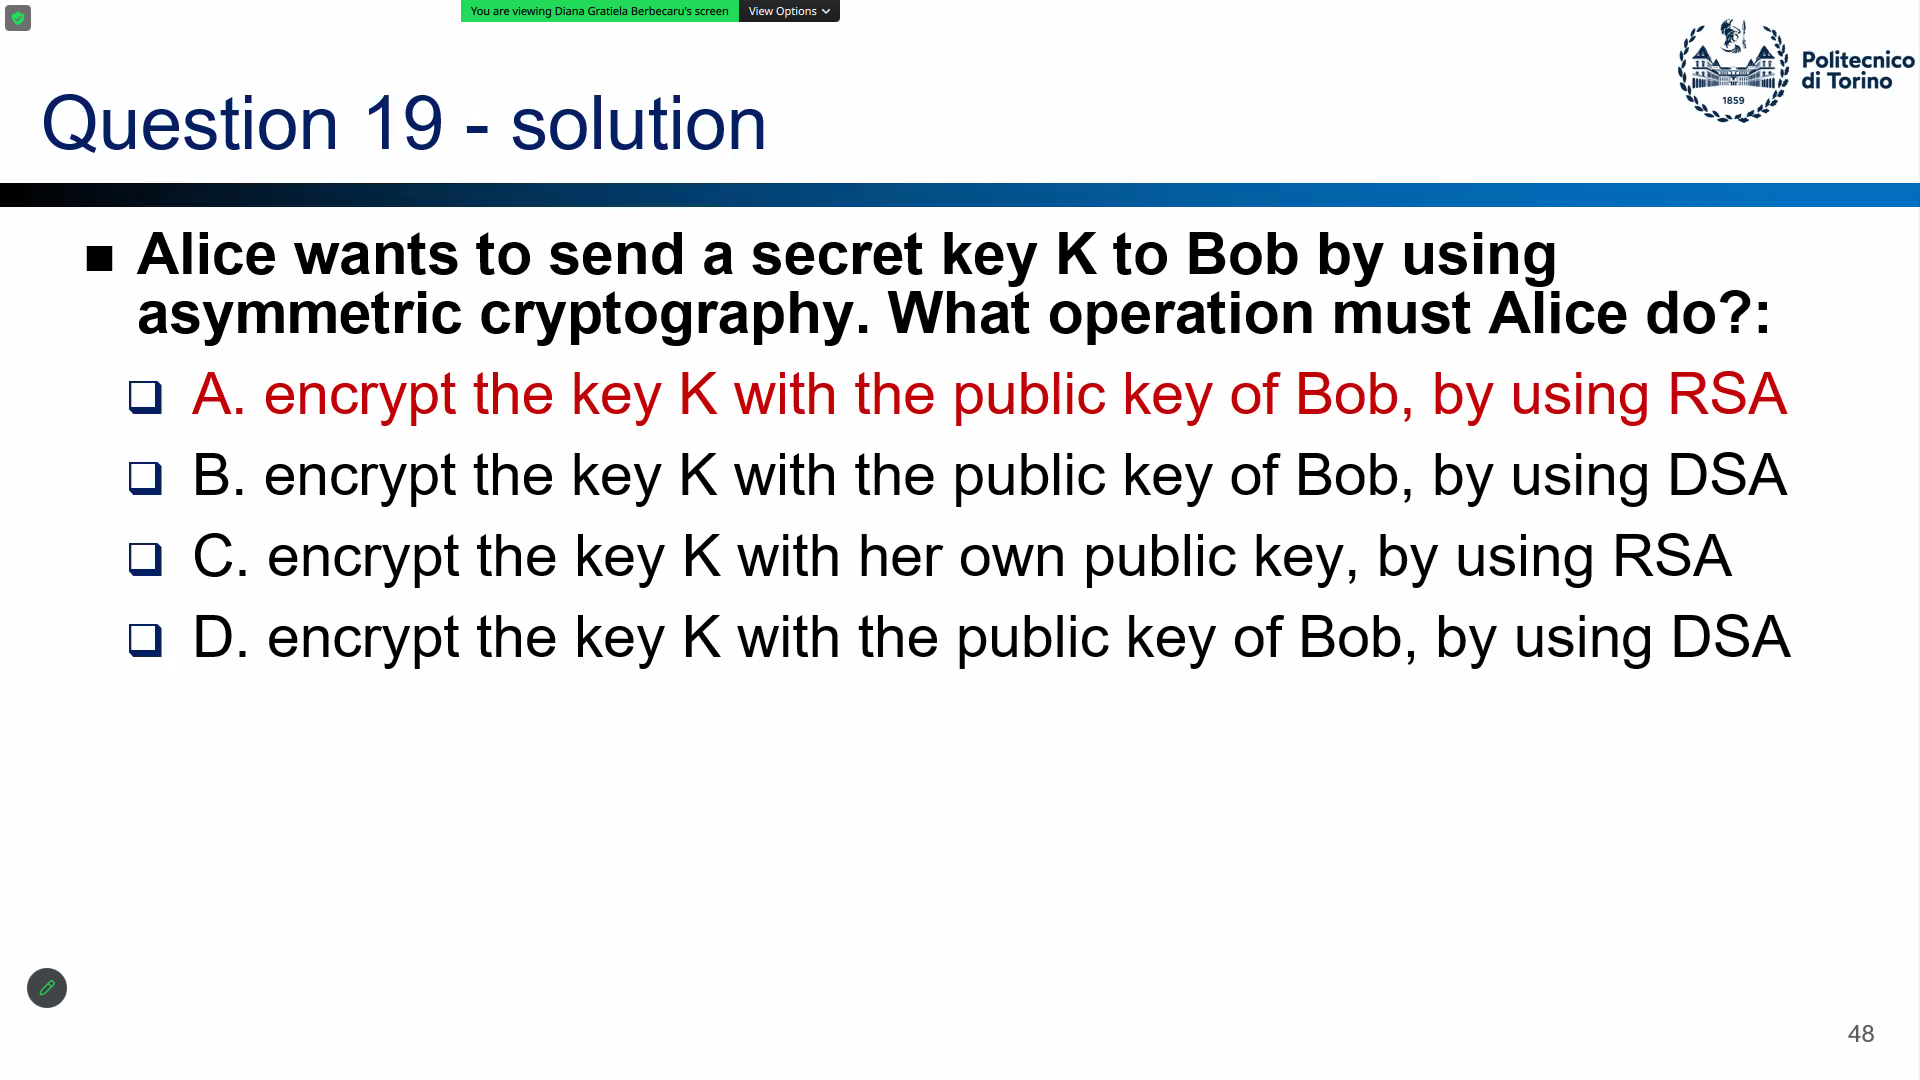 You are viewing Diana Gratiela Berbecaru's screen
View Options
Politecnico
di Torino
1859
Question 19 - solution
Alice wants to send a secret key K to Bob by using
asymmetric cryptography. What operation must Alice do?:
A. encrypt the key K with the public key of Bob, by using RSA
B. encrypt the key K with the public key of Bob, by using DSA
C. encrypt the key K with her own public key, by using RSA
D. encrypt the key K with the public key of Bob, by using DSA
48